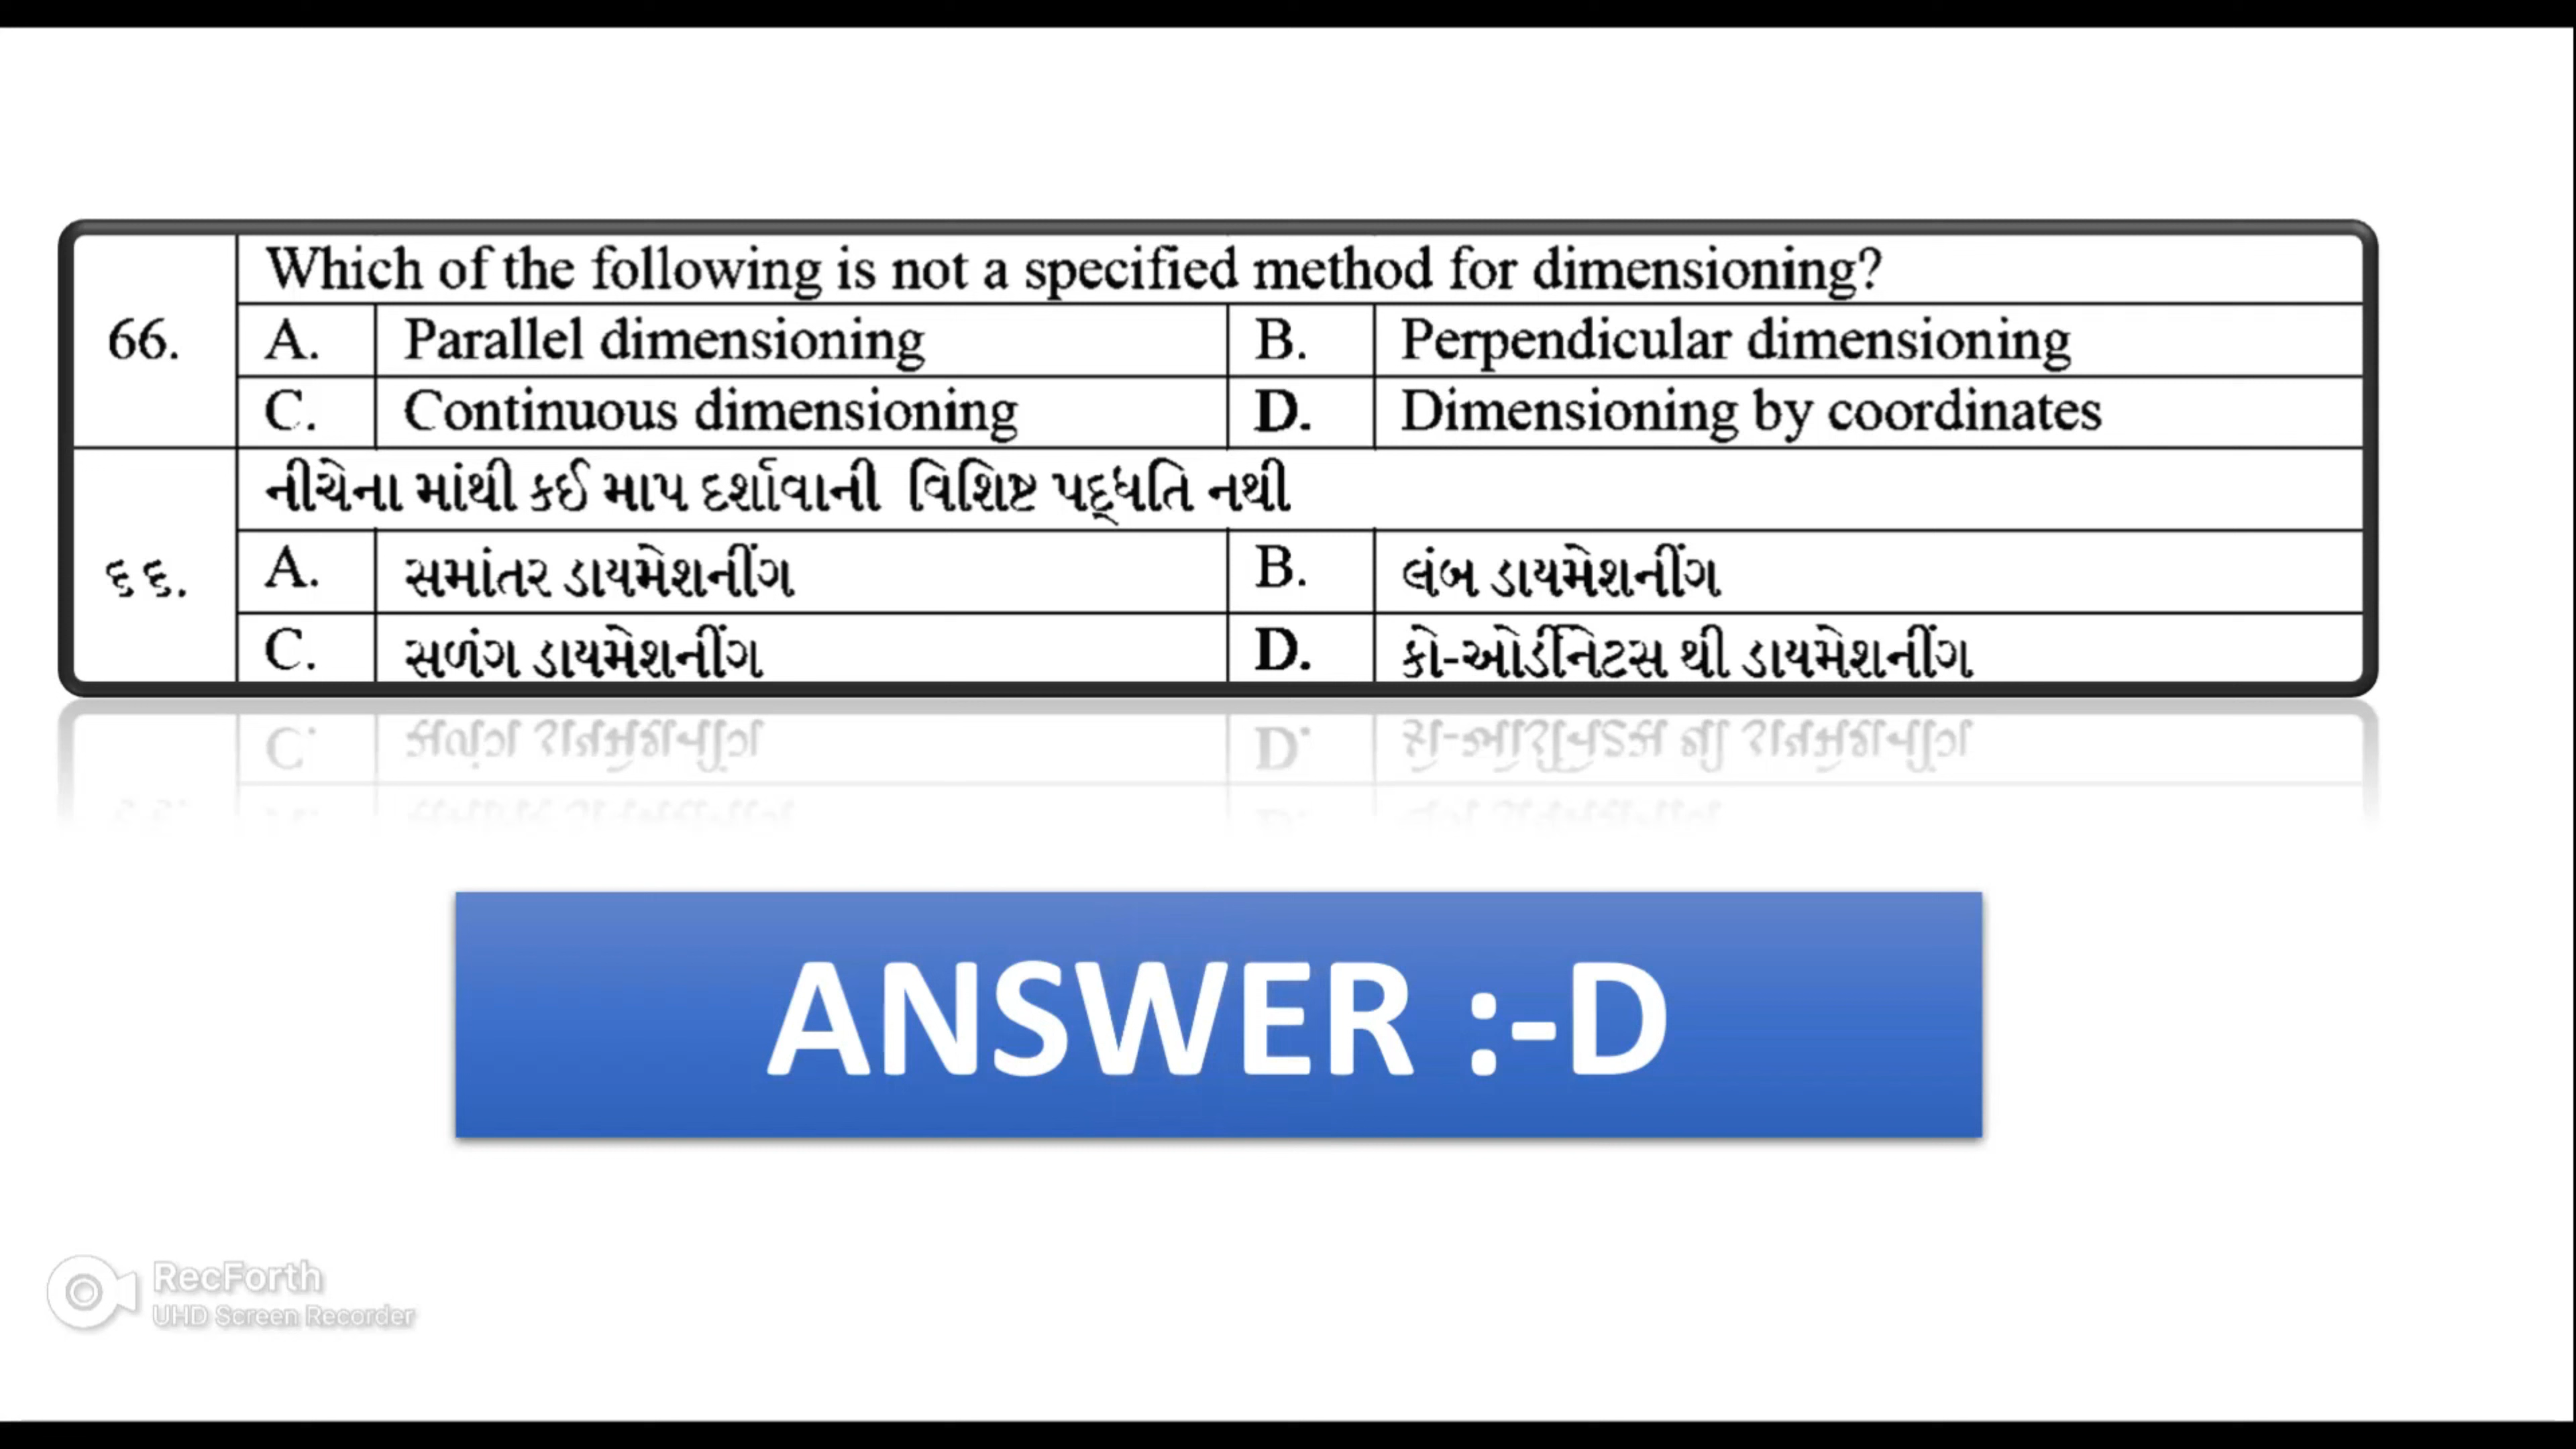 66.
Which of the following is not a specified method for dimensioning?
A. Parallel dimensioning B. Perpendicular dimensioning
C. Continuous dimensioning D. Dimensioning by coordinates
૬૬.
નીચેના માંથી કઈ માપ દર્શાવાની વિશિષ્ટ પદ્ધતિ નથી
A. સમાંતર ડાયમેશનીંગ B. લંબ ડાયમેશનીંગ
C. સળંગ ડાયમેશનીંગ D. કો-ઓર્ડીનેટસ થી ડાયમેશનીંગ
ANSWER :-D
RecForth
UHD Screen Recorder